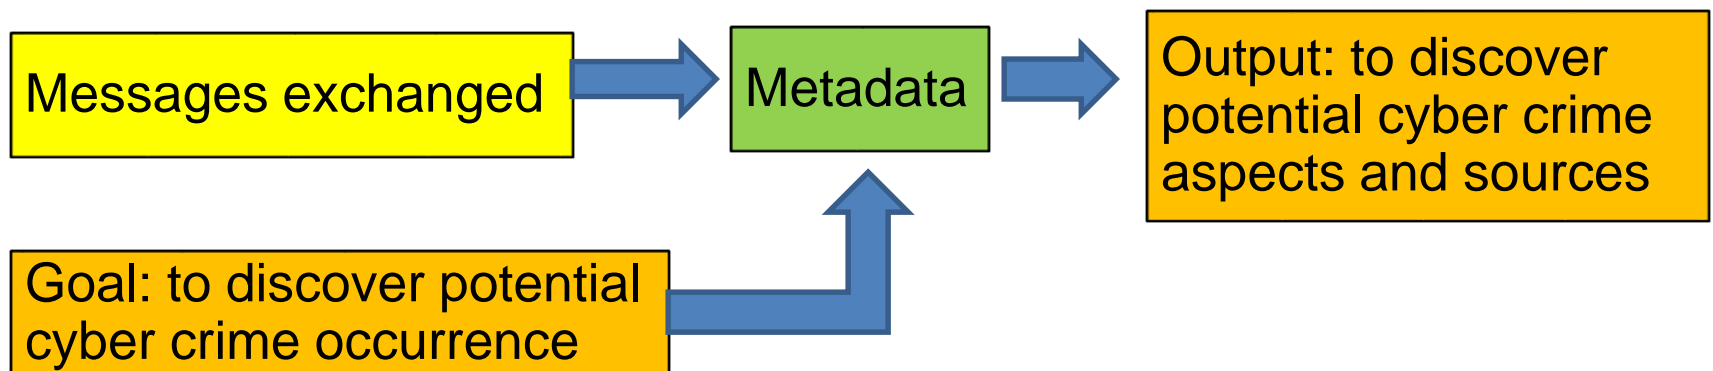 Messages exchanged
Metadata
Output: to discover
potential cyber crime
aspects and sources
Goal: to discover potential
cyber crime occurrence